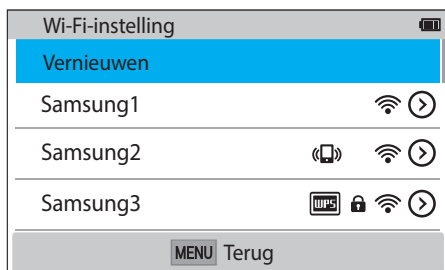 Wi-Fi-instelling
Vernieuwen
Samsung1
Samsung2
Samsung3 WPS
MENU Terug